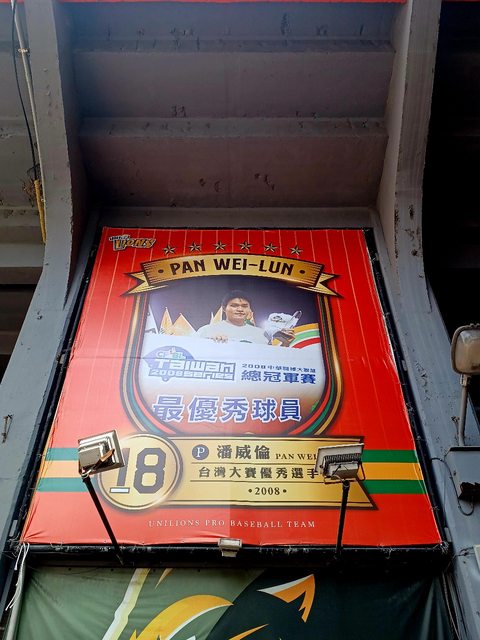 PAN WEI-LUN
CPBL
Taiwan
2008 SERIES
2008中華職棒大聯盟
總冠軍賽
最優秀球員
18
P 潘威倫 PAN WEI
台灣大賽優秀選手
·2008·
UNILIONS PRO BASEBALL TEAM